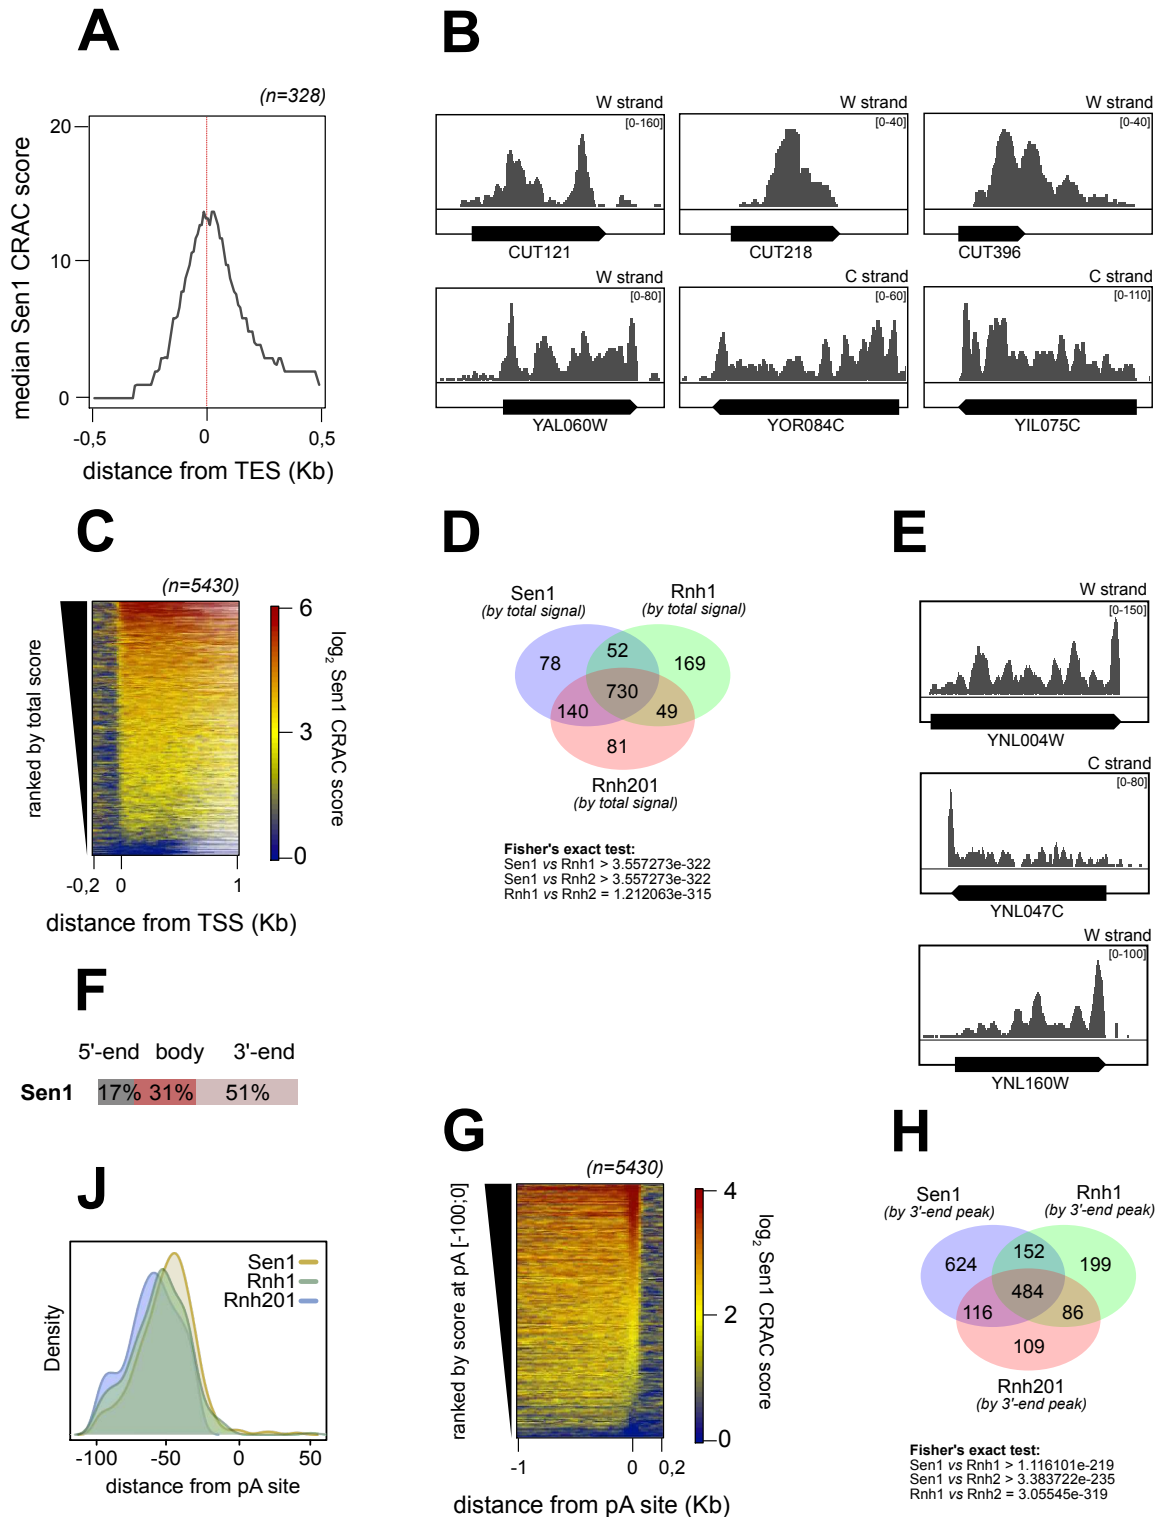 A
(n=328)
median Sen1 CRAC score
20
10
0
-0,5
0
0,5
distance from TES (Kb)
B
W strand
[0-160]
CUT121
W strand
[0-40]
CUT218
W strand
[0-40]
CUT396
W strand
[0-80]
YAL060W
C strand
[0-60]
YOR084C
C strand
[0-110]
YIL075C
C
(n=5430)
ranked by total score
6
3
0
log2 Sen1 CRAC score
-0,2
0
1
distance from TSS (Kb)
D
Sen1
(by total signal)
Rnh1
(by total signal)
78
52
169
730
140
49
81
Rnh201
(by total signal)
Fisher's exact test:
Sen1 vs Rnh1 > 3.557273e-322
Sen1 vs Rnh2 > 3.557273e-322
Rnh1 vs Rnh2 = 1.212063e-315
E
W strand
[0-150]
YNL004W
C strand
[0-80]
YNL047C
W strand
[0-100]
YNL160W
F
5'-end body 3'-end
Sen1 17% 31% 51%
J
Sen1
Rnh1
Rnh201
Density
-100
-50
0
50
distance from pA site
G
(n=5430)
ranked by score at pA [-100;0]
4
2
0
log2 Sen1 CRAC score
-1
0
0,2
distance from pA site (Kb)
H
Sen1
(by 3'-end peak)
Rnh1
(by 3'-end peak)
624
152
199
484
116
86
109
Rnh201
(by 3'-end peak)
Fisher's exact test:
Sen1 vs Rnh1 > 1.116101e-219
Sen1 vs Rnh2 > 3.383722e-235
Rnh1 vs Rnh2 = 3.05545e-319